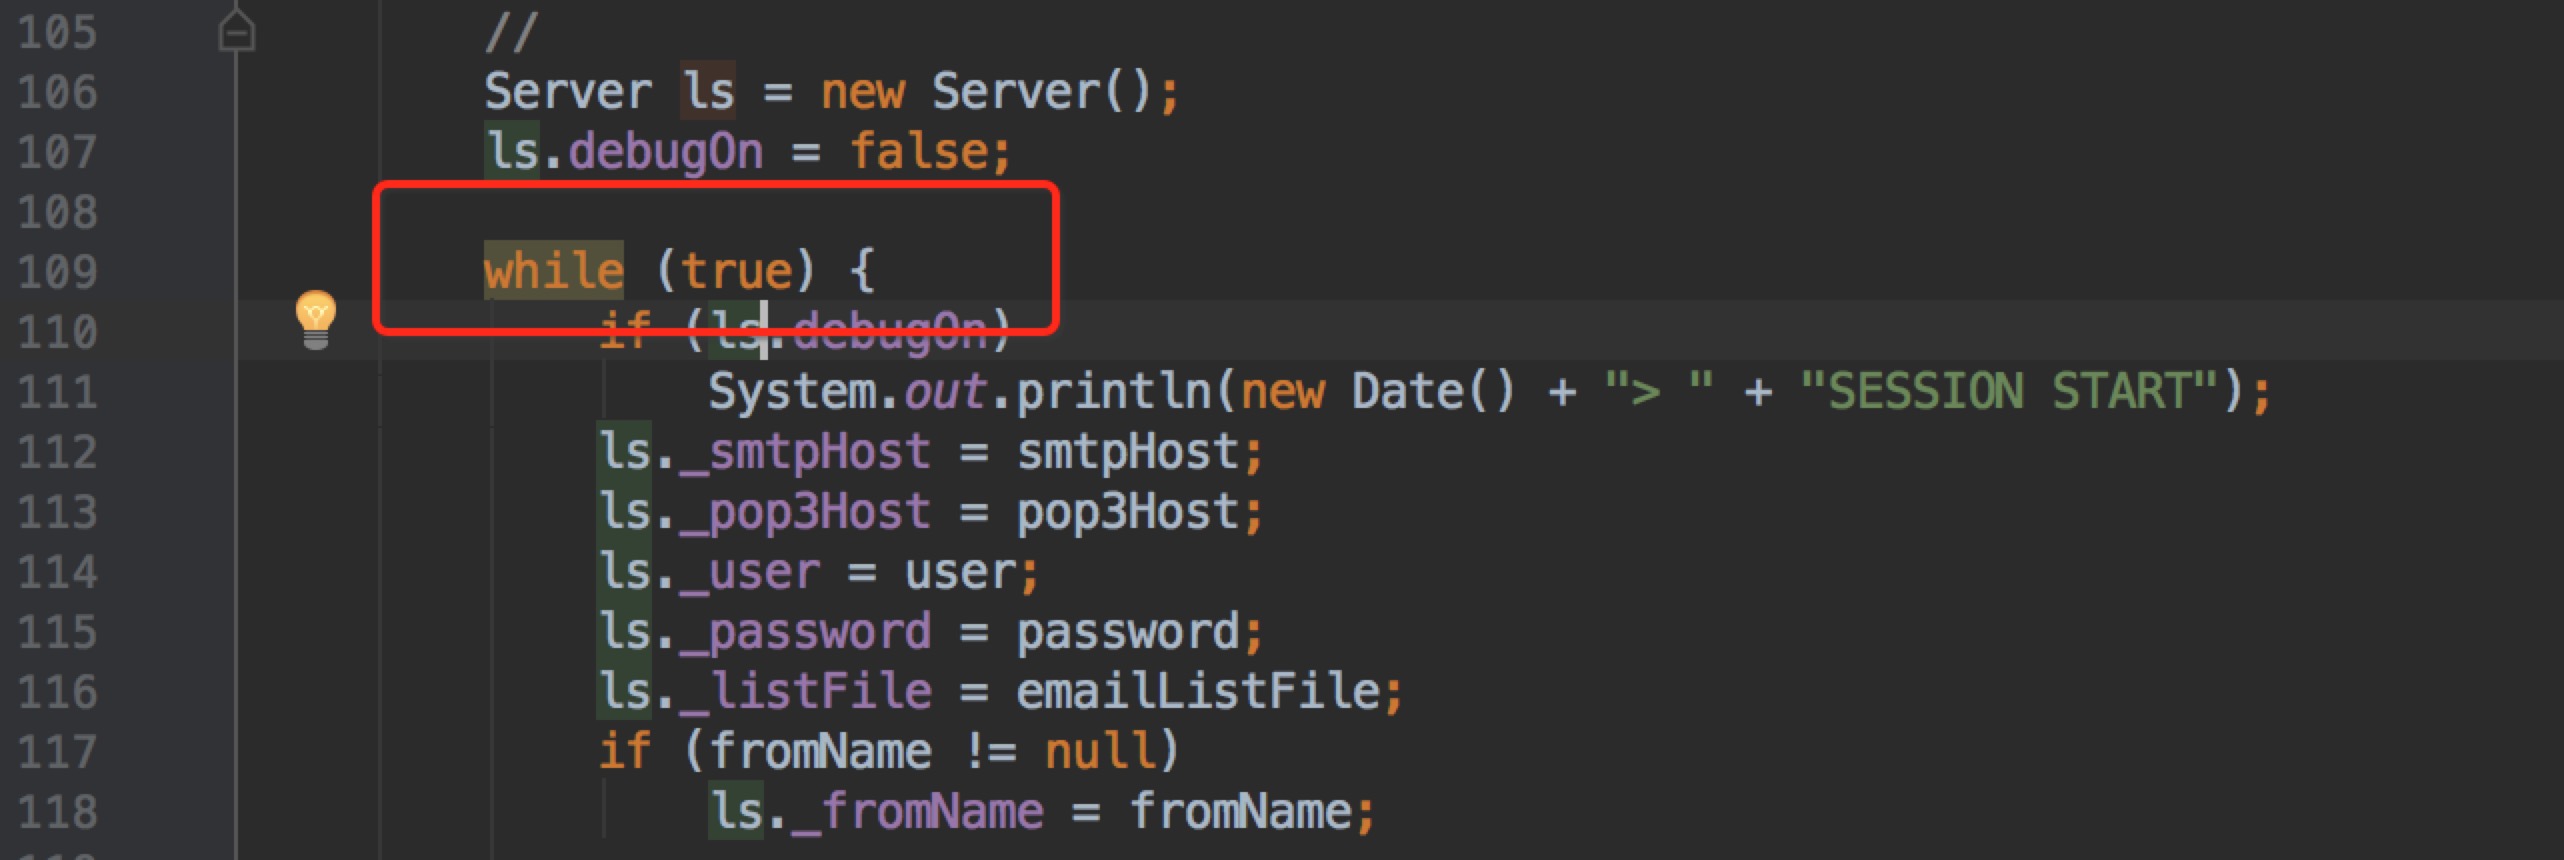 105 //
106 Server ls = new Server();
107 ls.debugOn = false;
108
109 while (true) {
110 if (ls.debugOn)
111 System.out.println(new Date() + "> " + "SESSION START");
112 ls._smtpHost = smtpHost;
113 ls._pop3Host = pop3Host;
114 ls._user = user;
115 ls._password = password;
116 ls._listFile = emailListFile;
117 if (fromName != null)
118 ls._fromName = fromName;